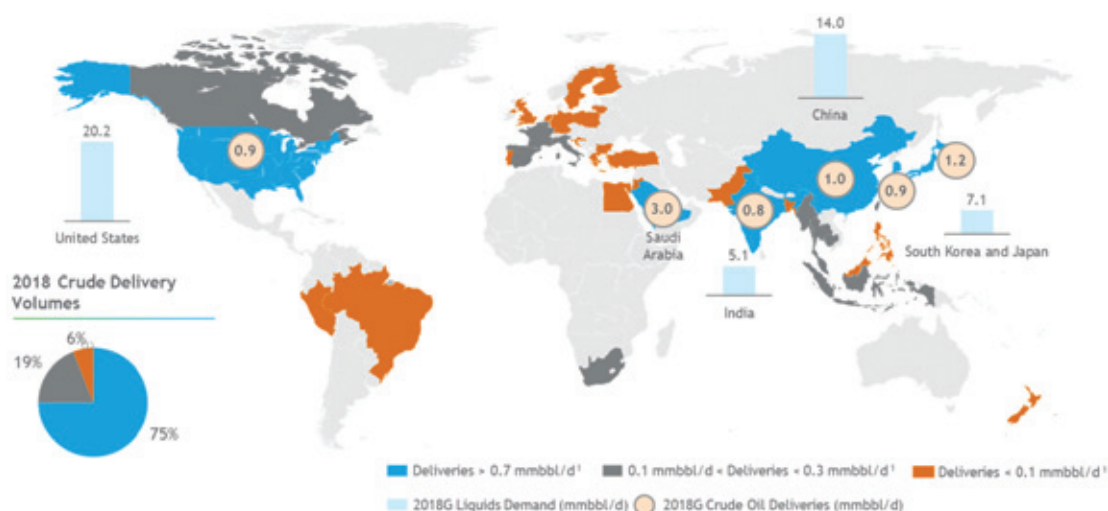 14.0
China
20.2
United States
0.9
1.0
1.2
0.9
0.8
3.0
Saudi
Arabia
7.1
South Korea and Japan
5.1
India
2018 Crude Delivery
Volumes
6%
19%
75%
Deliveries > 0.7 mmbbl/d¹
0.1 mmbbl/d < Deliveries < 0.3 mmbbl/d¹
Deliveries < 0.1 mmbbl/d¹
2018G Liquids Demand (mmbbl/d)
2018G Crude Oil Deliveries (mmbbl/d)